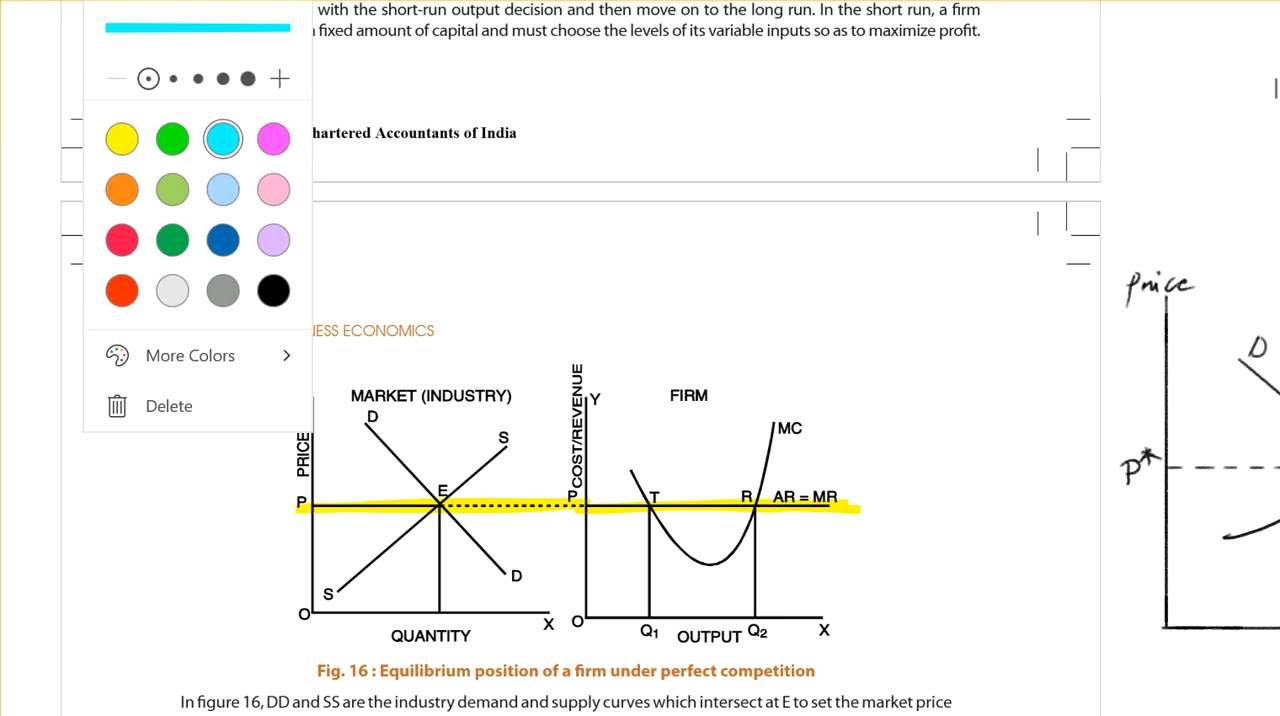 with the short-run output decision and then move on to the long run. In the short run, a firm
fixed amount of capital and must choose the levels of its variable inputs so as to maximize profit.
hartered Accountants of India
More Colors
Delete
NESS ECONOMICS
MARKET (INDUSTRY)
PRICE
D
S
P
E
S
D
O
X
QUANTITY
FIRM
COST/REVENUE
Y
MC
P
T
R
AR = MR
O
Q1
Q2
X
OUTPUT
Fig. 16 : Equilibrium position of a firm under perfect competition
In figure 16, DD and SS are the industry demand and supply curves which intersect at E to set the market price
Price
D
P*